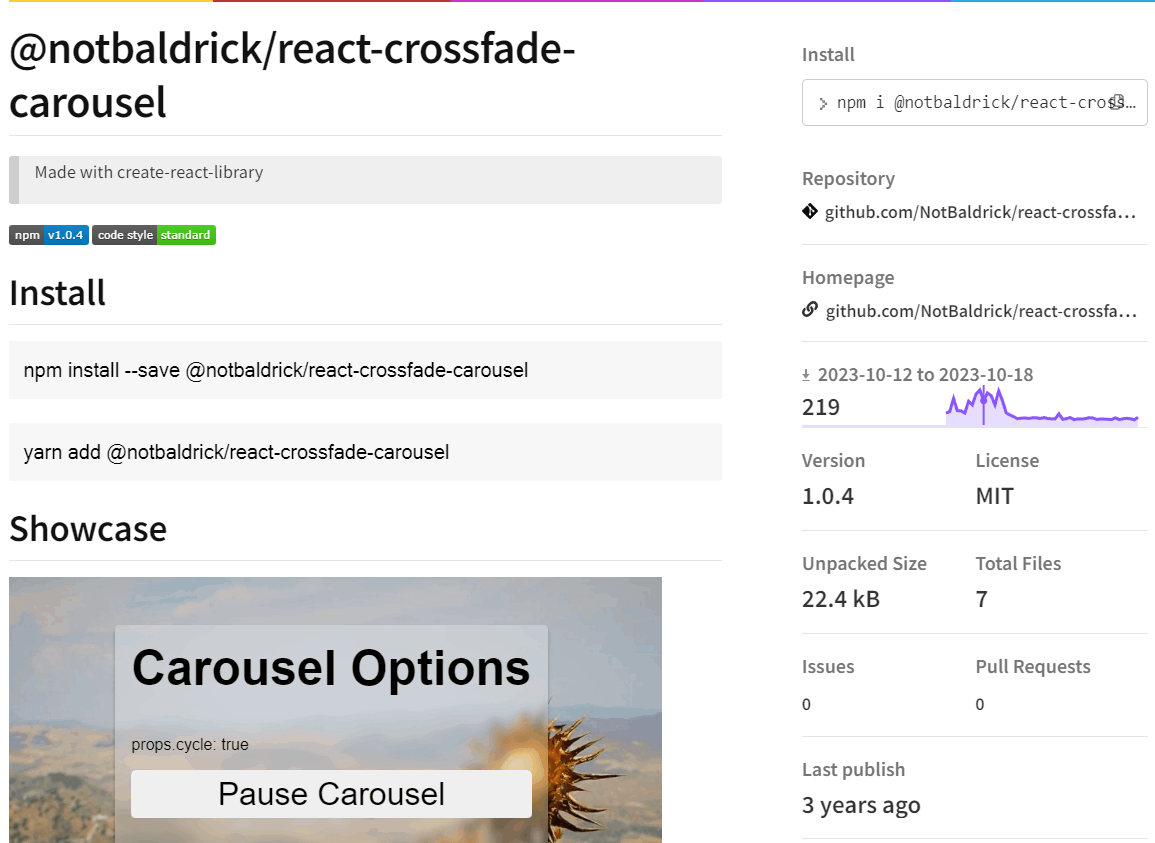 @notbaldrick/react-crossfade-
carousel
Made with create-react-library
npm v1.0.4 code style standard
Install
npm install --save @notbaldrick/react-crossfade-carousel
yarn add @notbaldrick/react-crossfade-carousel
Showcase
Carousel Options
props.cycle: true
Pause Carousel
Install
npm i @notbaldrick/react-cross…
Repository
github.com/NotBaldrick/react-crossfa…
Homepage
github.com/NotBaldrick/react-crossfa…
2023-10-12 to 2023-10-18
219
Version License
1.0.4 MIT
Unpacked Size Total Files
22.4 kB 7
Issues Pull Requests
0 0
Last publish
3 years ago